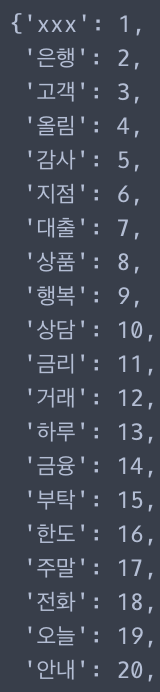 {'xxx': 1,
'은행': 2,
'고객': 3,
'올림': 4,
'감사': 5,
'지점': 6,
'대출': 7,
'상품': 8,
'행복': 9,
'상담': 10,
'금리': 11,
'거래': 12,
'하루': 13,
'금융': 14,
'부탁': 15,
'한도': 16,
'주말': 17,
'전화': 18,
'오늘': 19,
'안내': 20,